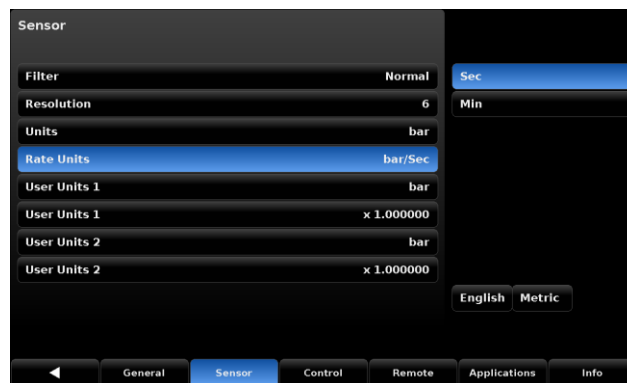 Sensor
Filter Normal
Resolution 6
Units bar
Rate Units bar/Sec
User Units 1 bar
User Units 1 x 1.000000
User Units 2 bar
User Units 2 x 1.000000
Sec
Min
English Metric
General Sensor Control Remote Applications Info